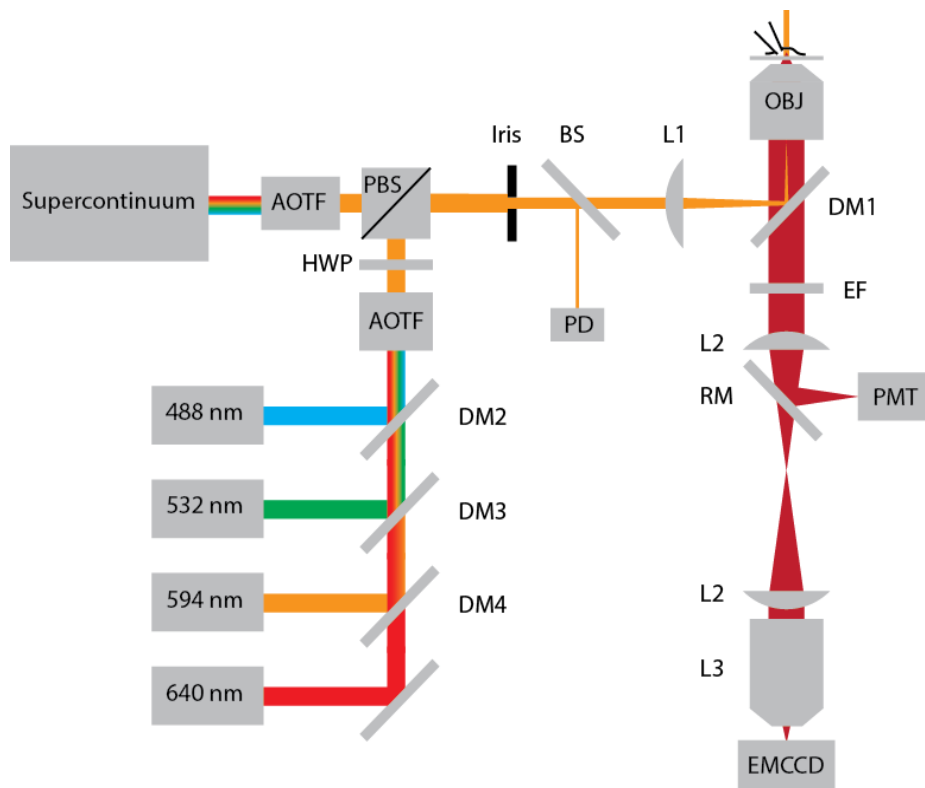 OBJ
Iris
BS
L1
Supercontinuum
AOTF
PBS
DM1
HWP
EF
AOTF
PD
L2
RM
PMT
488 nm
DM2
532 nm
DM3
594 nm
DM4
L2
640 nm
L3
EMCCD